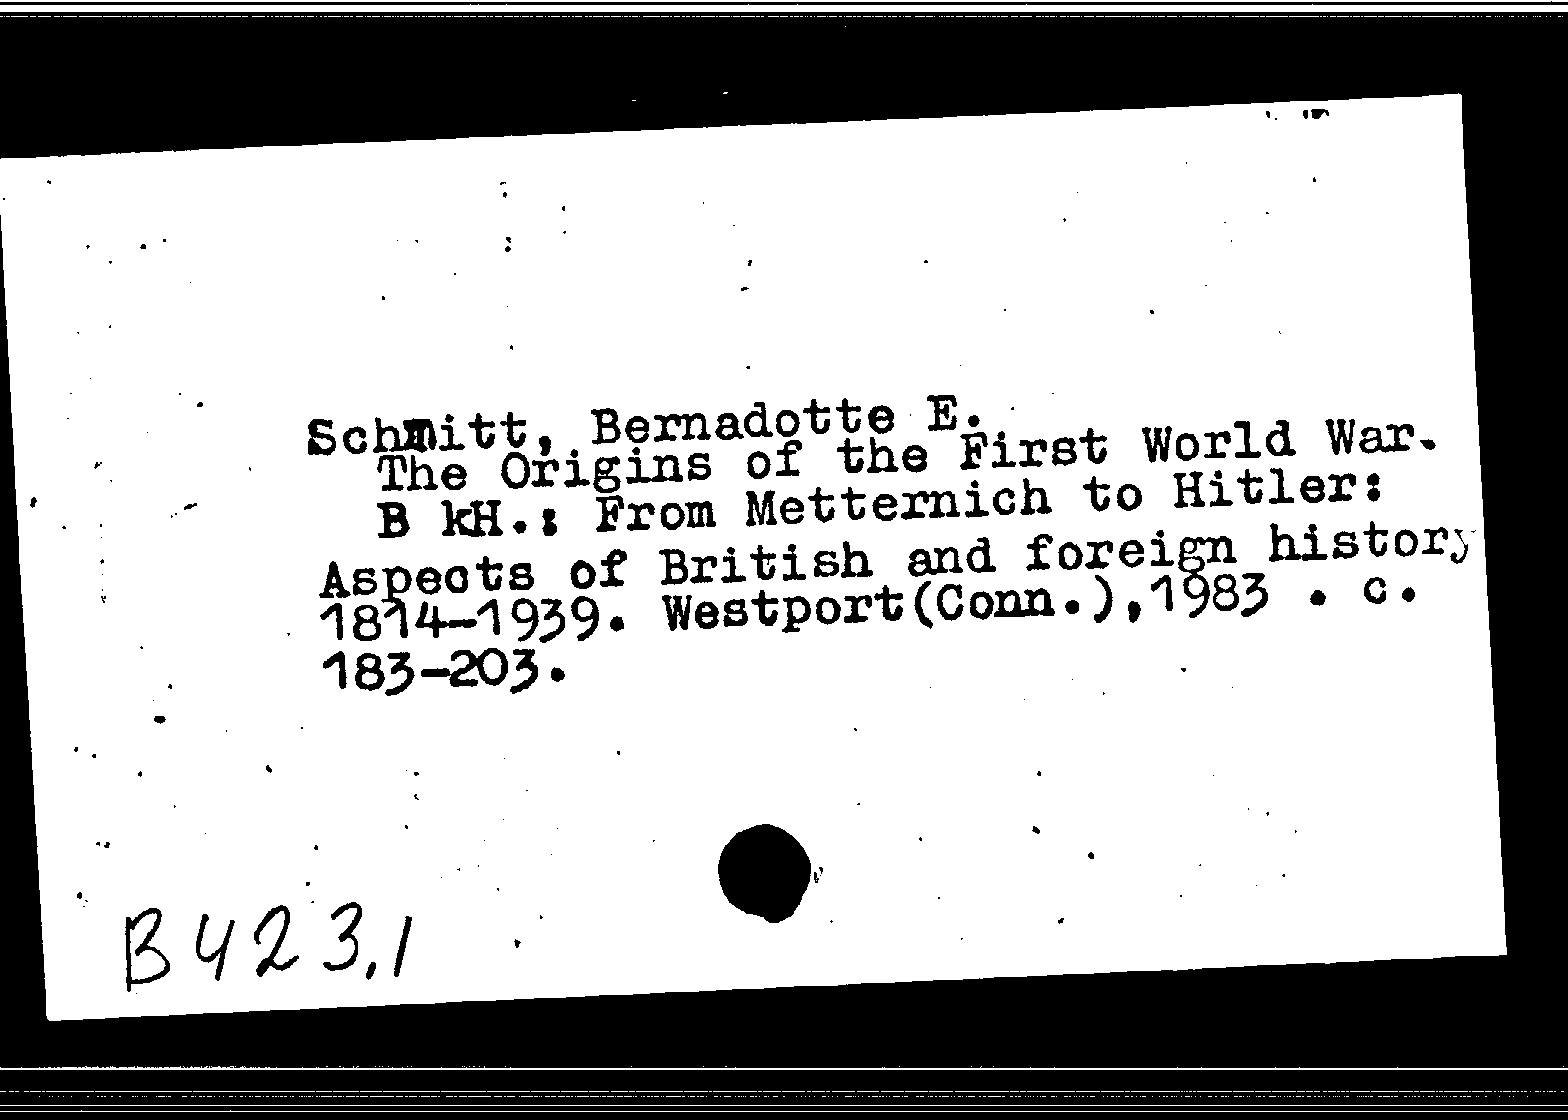 Schmitt, Bernadotte E.
The Origins of the First World War.
B kH.: From Metternich to Hitler:
Aspects of British and foreign history
1814-1939. Westport(Conn.),1983 . c.
183-203.
B 423.1